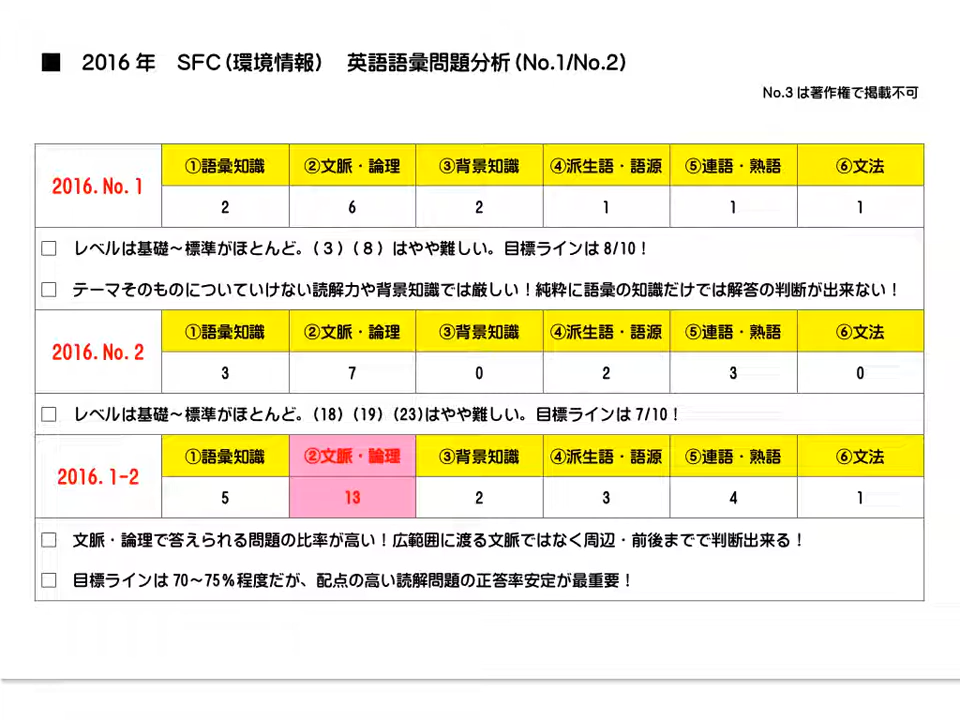 ■ 2016年 SFC(環境情報) 英語語彙問題分析(No.1/No.2)
No.3は著作権で掲載不可
2016. No. 1 ①語彙知識 ②文脈・論理 ③背景知識 ④派生語・語源 ⑤連語・熟語 ⑥文法
2 6 2 1 1 1
□ レベルは基礎〜標準がほとんど。(3)(8)はやや難しい。目標ラインは8/10!
□ テーマそのものについていけない読解力や背景知識では厳しい!純粋に語彙の知識だけでは解答の判断が出来ない!
2016. No. 2 ①語彙知識 ②文脈・論理 ③背景知識 ④派生語・語源 ⑤連語・熟語 ⑥文法
3 7 0 2 3 0
□ レベルは基礎〜標準がほとんど。(18)(19)(23)はやや難しい。目標ラインは7/10!
2016. 1-2 ①語彙知識 ②文脈・論理 ③背景知識 ④派生語・語源 ⑤連語・熟語 ⑥文法
5 13 2 3 4 1
□ 文脈・論理で答えられる問題の比率が高い!広範囲に渡る文脈ではなく周辺・前後までで判断出来る!
□ 目標ラインは70〜75%程度だが、配点の高い読解問題の正答率安定が最重要!